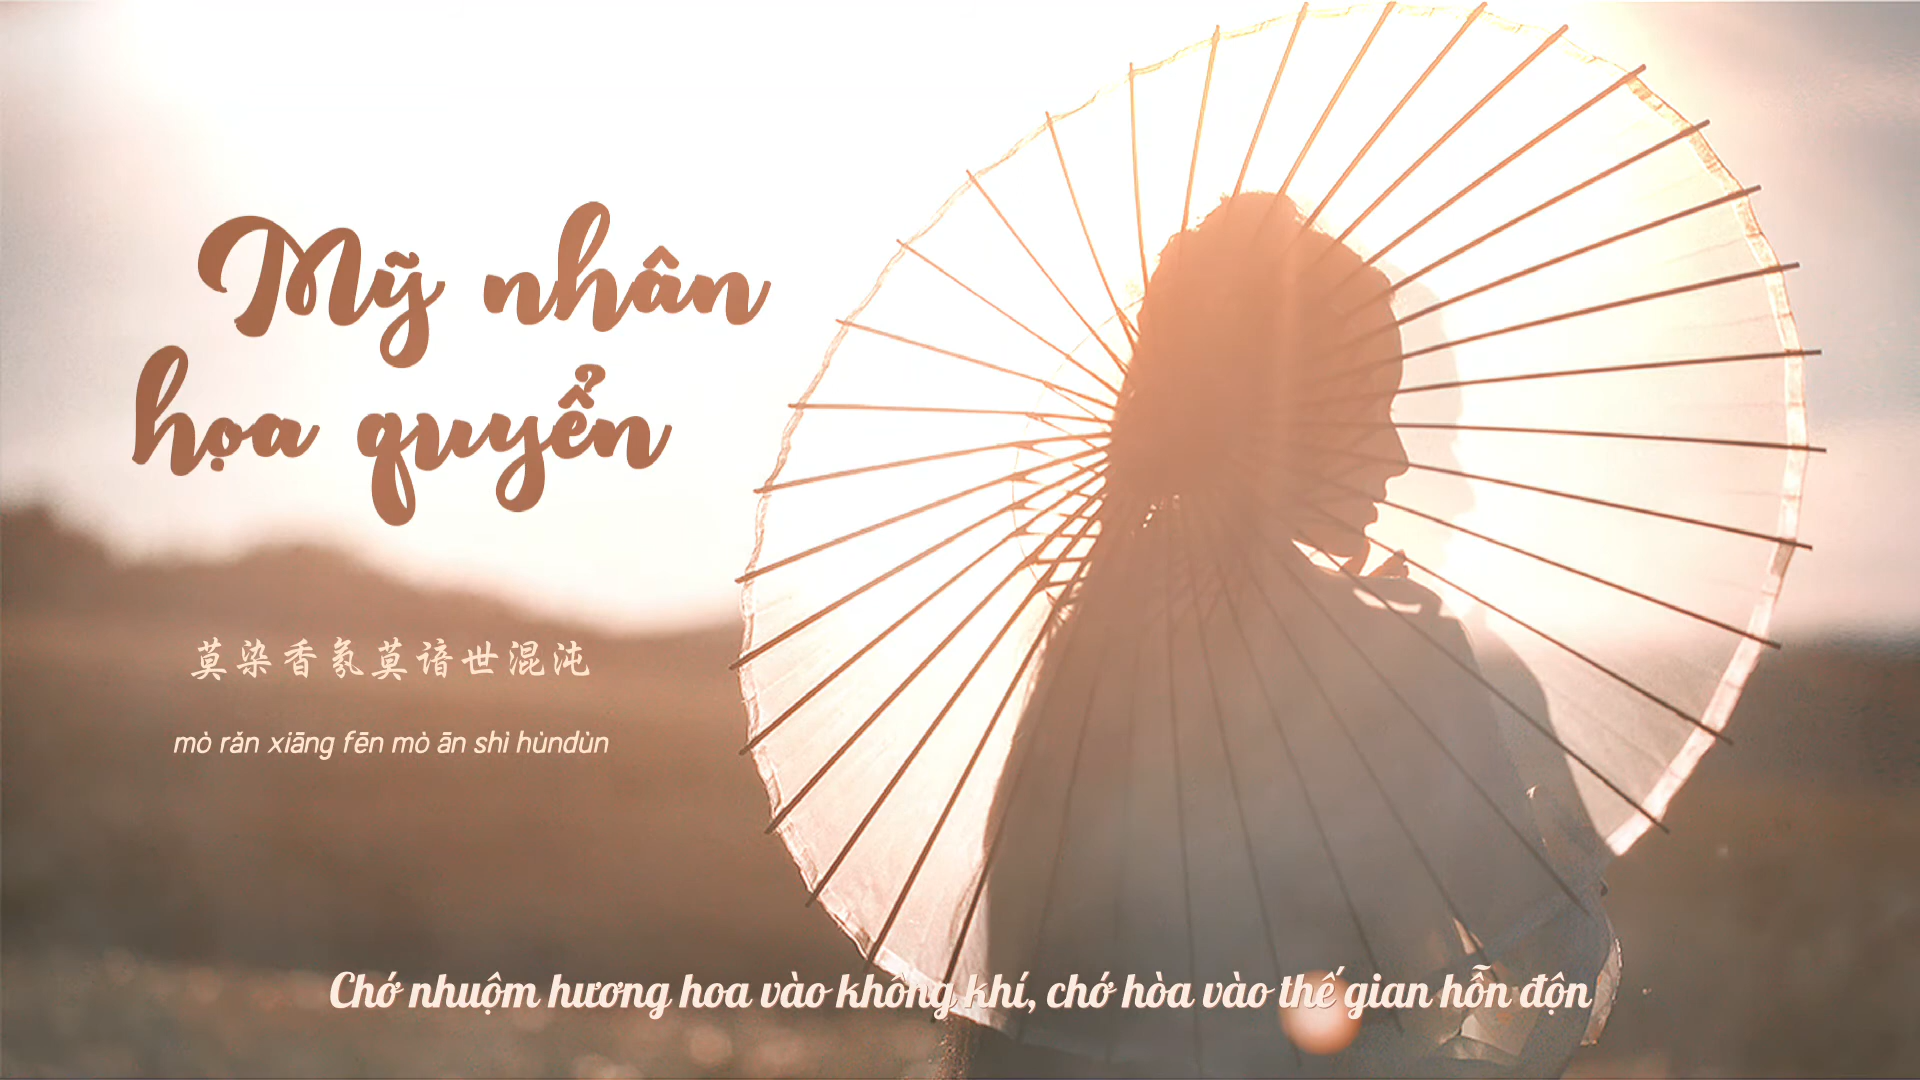 Mỹ nhân
họa quyển
莫染香氛莫谙世混沌
mò rǎn xiāng fēn mò ān shì hùndùn
Chớ nhuộm hương hoa vào không khí, chớ hòa vào thế gian hỗn độn